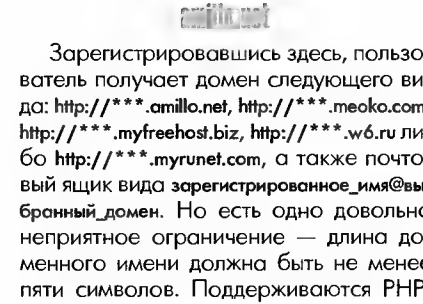 Зарегистрировавшись здесь, пользо
ватель получает домен следующего ви
да: http://***.amillo.net, http://***.meoko.com
http://***.myfreehost.biz, http://***.w6.ru ли
бо http://***.myrunet.com, а также почто
вый ящик вида зарегистрированное_имя@вы
бранный_домен. Но есть одно довольно
неприятное ограничение — длина до
менного имени должна быть не менее
пяти символов. Поддерживаются PHP